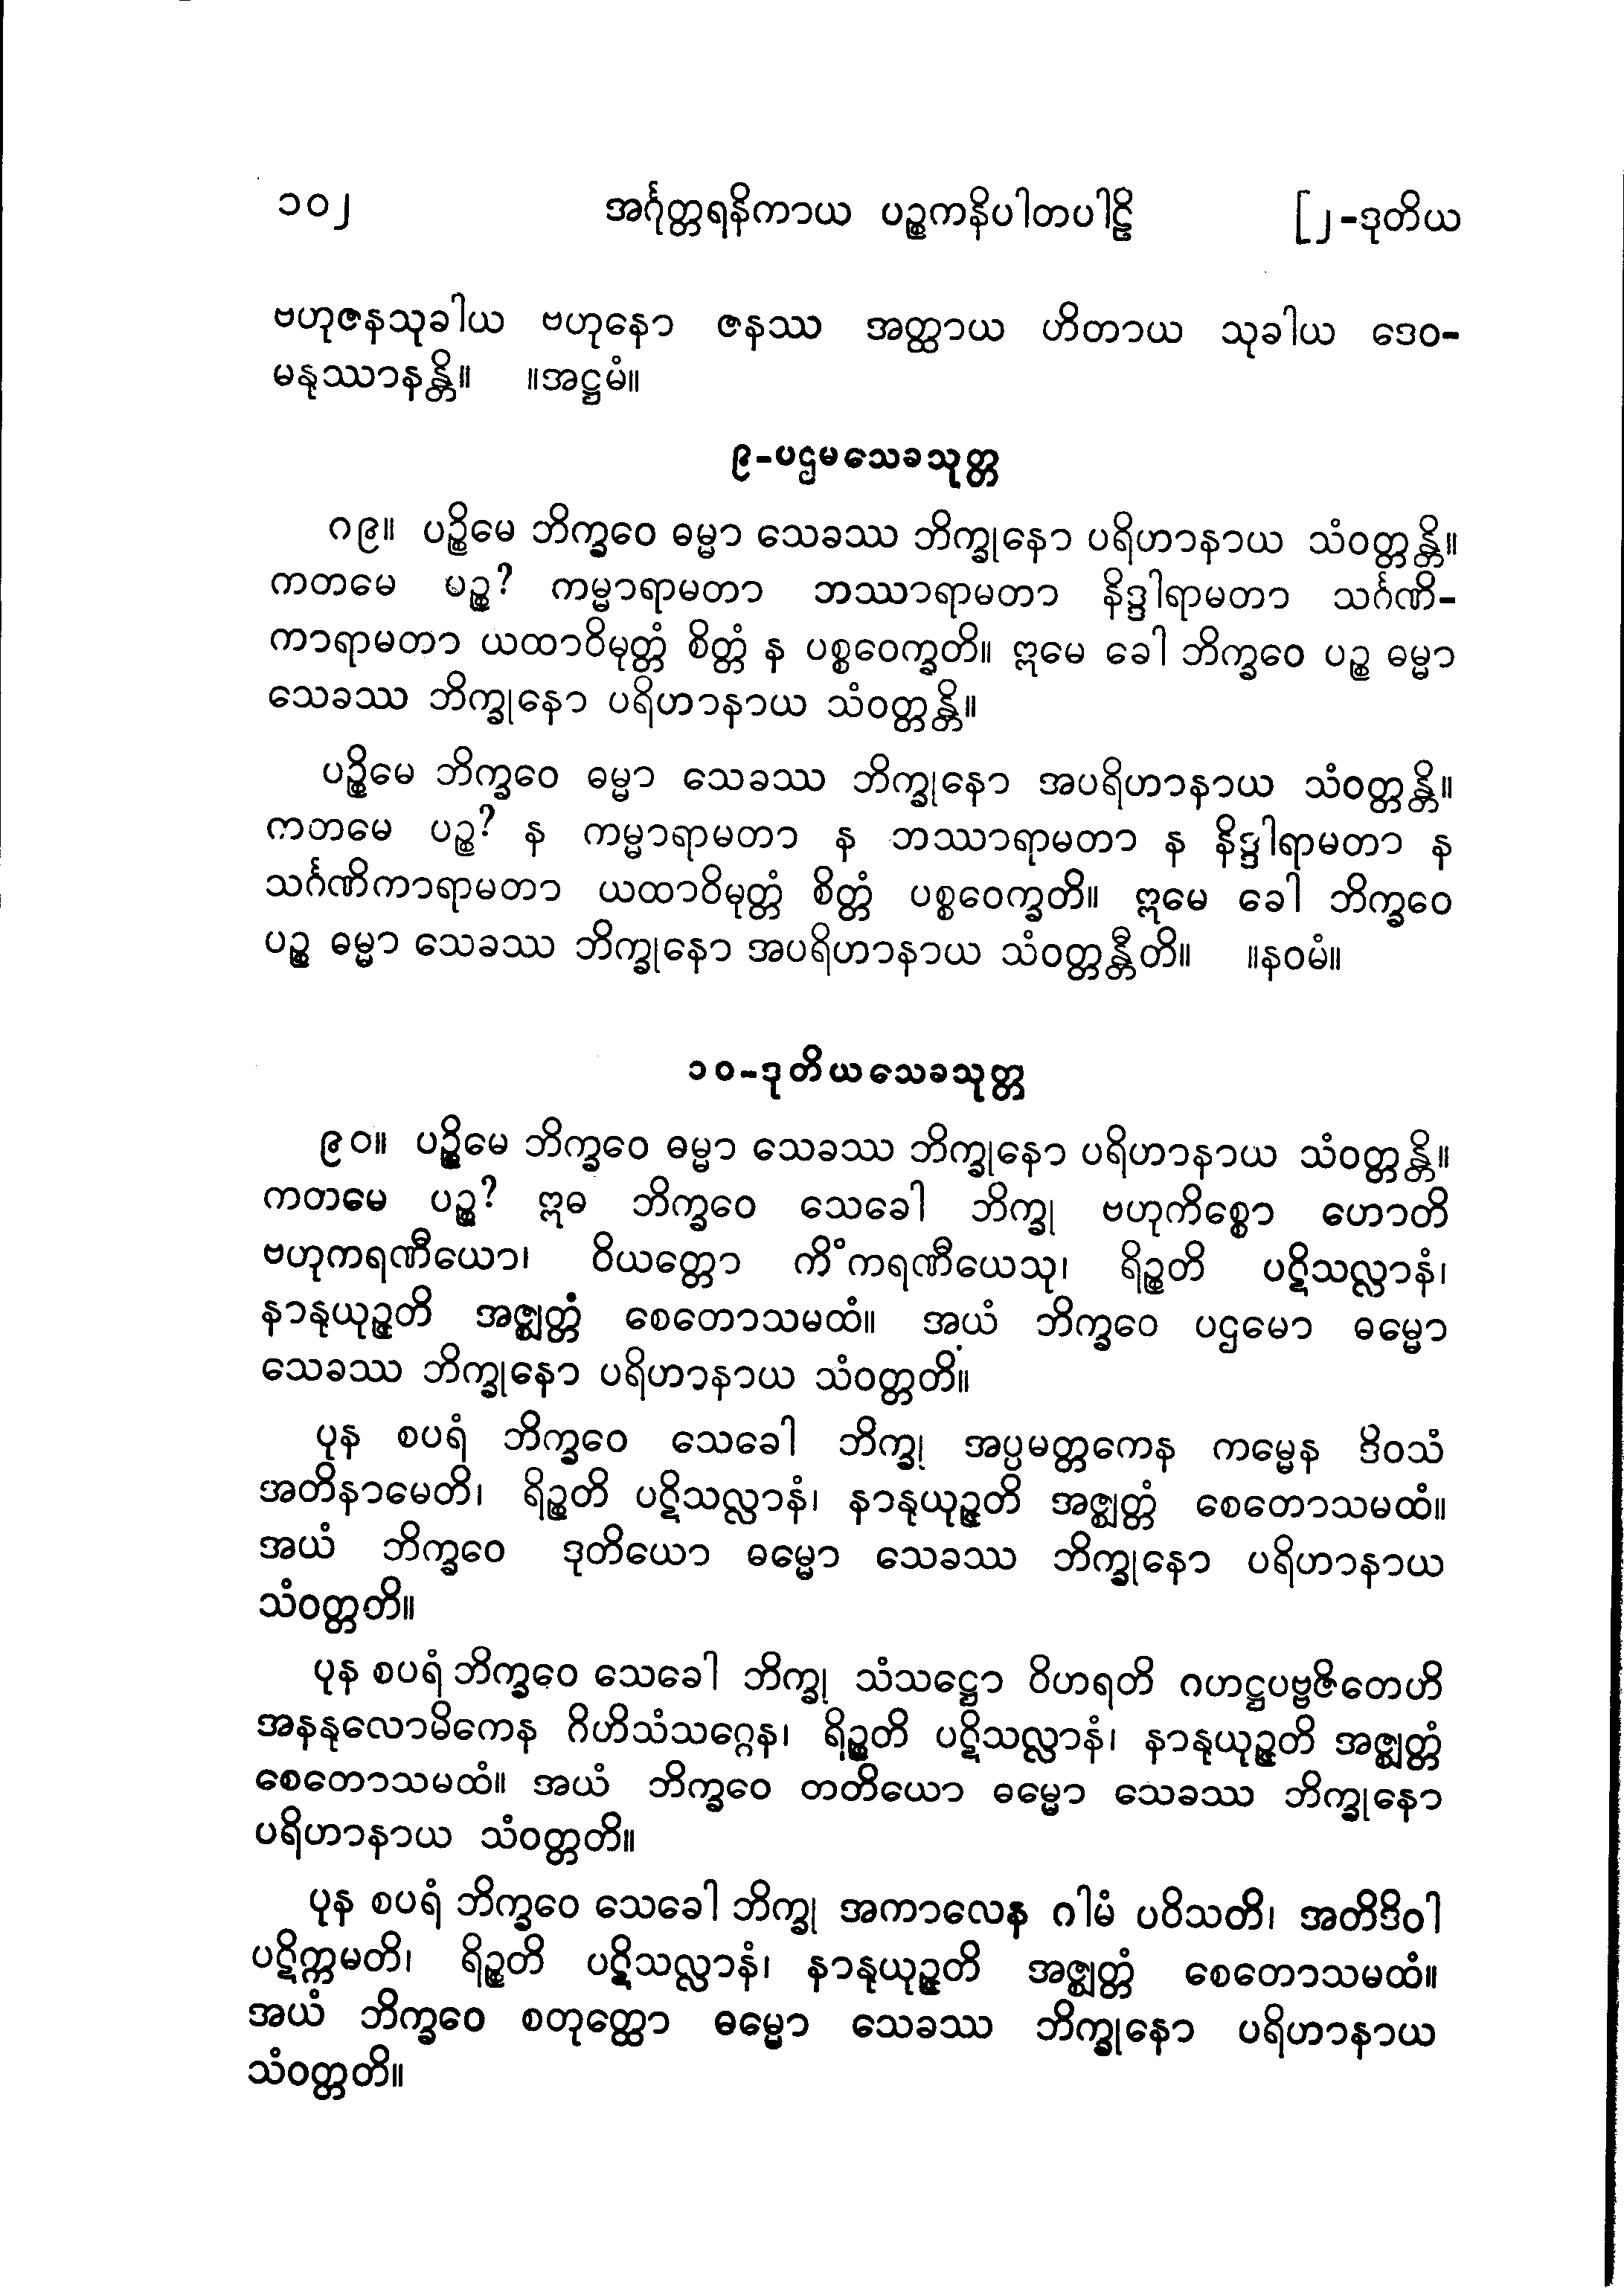 ၁၀၂ အင်္ဂုတ္တရနိကာယ ပဉ္စကနိပါတပါဠိ [၂-ဒုတိယ
ဗဟုဇနသုခါယ ဗဟုနော ဇနဿ အတ္ထာယ ဟိတာယ သုခါယ ဒေဝ-
မနုဿာနန္တိ။ ။အဋ္ဌမံ။
၉-ပဌမသေခသုတ္တ
၈၉။ ပဉ္စိမေ ဘိက္ခဝေ ဓမ္မာ သေခဿ ဘိက္ခုနော ပရိဟာနာယ သံဝတ္တန္တိ။
ကတမေ ပဉ္စ? ကမ္မာရာမတာ ဘဿာရာမတာ နိဒ္ဒါရာမတာ သင်္ဂဏိ-
ကာရာမတာ ယထာဝိမုတ္တံ စိတ္တံ န ပစ္စဝေက္ခတိ။ ဣမေ ခေါ ဘိက္ခဝေ ပဉ္စ ဓမ္မာ
သေခဿ ဘိက္ခုနော ပရိဟာနာယ သံဝတ္တန္တိ။
ပဉ္စိမေ ဘိက္ခဝေ ဓမ္မာ သေခဿ ဘိက္ခုနော အပရိဟာနာယ သံဝတ္တန္တိ။
ကတမေ ပဉ္စ? န ကမ္မာရာမတာ န ဘဿာရာမတာ န နိဒ္ဒါရာမတာ န
သင်္ဂဏိကာရာမတာ ယထာဝိမုတ္တံ စိတ္တံ ပစ္စဝေက္ခတိ။ ဣမေ ခေါ ဘိက္ခဝေ
ပဉ္စ ဓမ္မာ သေခဿ ဘိက္ခုနော အပရိဟာနာယ သံဝတ္တန္တီတိ။ ။နဝမံ။
၁၀-ဒုတိယသေခသုတ္တ
၉၀။ ပဉ္စိမေ ဘိက္ခဝေ ဓမ္မာ သေခဿ ဘိက္ခုနော ပရိဟာနာယ သံဝတ္တန္တိ။
ကတမေ ပဉ္စ? ဣဓ ဘိက္ခဝေ သေခေါ ဘိက္ခု ဗဟုကိစ္စော ဟောတိ
ဗဟုကရဏီယော၊ ဝိယတ္တော ကိံကရဏီယေသု၊ ရိဉ္စတိ ပဋိသလ္လာနံ၊
နာနုယုဉ္ဇတိ အဇ္ဈတ္တံ စေတောသမထံ။ အယံ ဘိက္ခဝေ ပဌမော ဓမ္မော
သေခဿ ဘိက္ခုနော ပရိဟာနာယ သံဝတ္တတိ။
ပုန စပရံ ဘိက္ခဝေ သေခေါ ဘိက္ခု အပ္ပမတ္တကေန ကမ္မေန ဒိဝသံ
အတိနာမေတိ၊ ရိဉ္စတိ ပဋိသလ္လာနံ၊ နာနုယုဉ္ဇတိ အဇ္ဈတ္တံ စေတောသမထံ။
အယံ ဘိက္ခဝေ ဒုတိယော ဓမ္မော သေခဿ ဘိက္ခုနော ပရိဟာနာယ
သံဝတ္တတိ။
ပုန စပရံ ဘိက္ခဝေ သေခေါ ဘိက္ခု သံသဋ္ဌော ဝိဟရတိ ဂဟဋ္ဌပဗ္ဗဇိတေဟိ
အနနုလောမိကေန ဂိဟိသံသဂ္ဂေန၊ ရိဉ္စတိ ပဋိသလ္လာနံ၊ နာနုယုဉ္ဇတိ အဇ္ဈတ္တံ
စေတောသမထံ။ အယံ ဘိက္ခဝေ တတိယော ဓမ္မော သေခဿ ဘိက္ခုနော
ပရိဟာနာယ သံဝတ္တတိ။
ပုန စပရံ ဘိက္ခဝေ သေခေါ ဘိက္ခု အကာလေန ဂါမံ ပဝိသတိ၊ အတိဒိဝါ
ပဋိက္ကမတိ၊ ရိဉ္စတိ ပဋိသလ္လာနံ၊ နာနုယုဉ္ဇတိ အဇ္ဈတ္တံ စေတောသမထံ။
အယံ ဘိက္ခဝေ စတုတ္ထော ဓမ္မော သေခဿ ဘိက္ခုနော ပရိဟာနာယ
သံဝတ္တတိ။